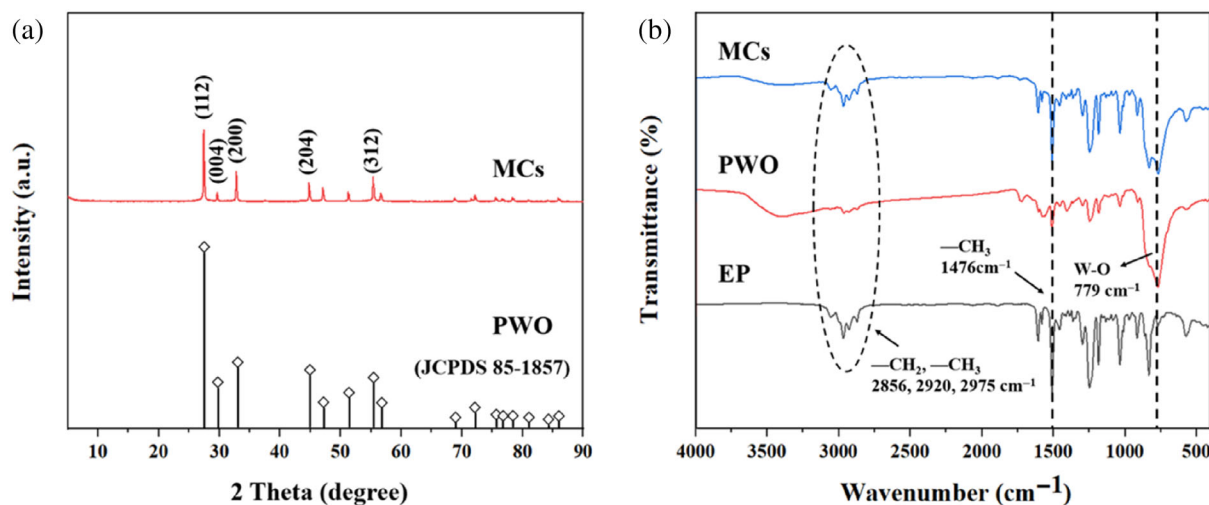 (a)
Intensity (a.u.)
(112)
(004)
(200)
(204)
(312)
MCs
PWO
(JCPDS 85-1857)
10 20 30 40 50 60 70 80 90
2 Theta (degree)
(b)
Transmittance (%)
MCs
PWO
EP
—CH₃
1476cm⁻¹
W-O
779 cm⁻¹
—CH₂, —CH₃
2856, 2920, 2975 cm⁻¹
4000 3500 3000 2500 2000 1500 1000 500
Wavenumber (cm⁻¹)